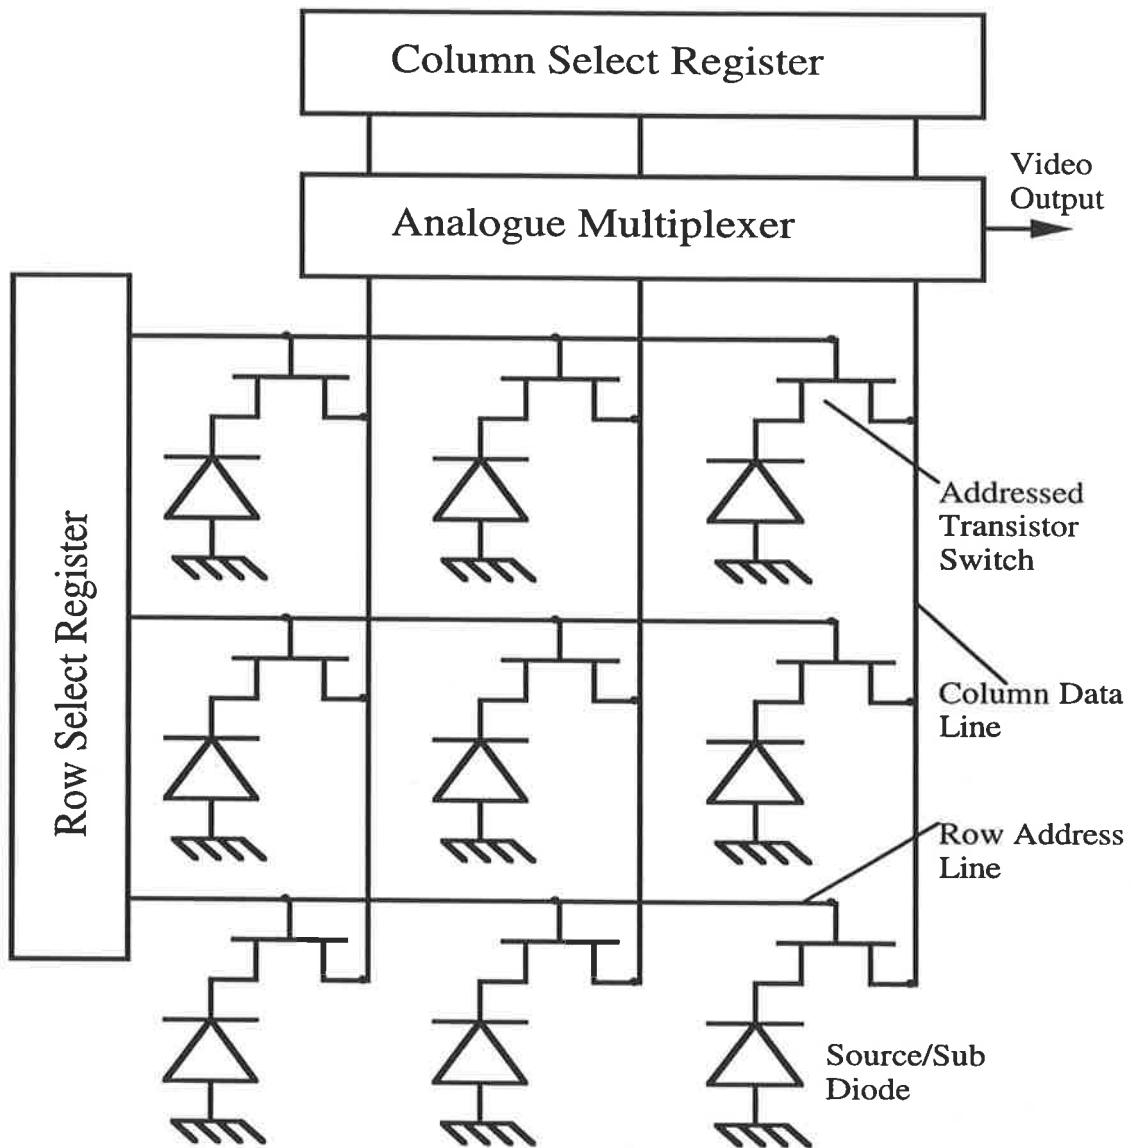 Column Select Register
Video
Output
Analogue Multiplexer
Row Select Register
Addressed
Transistor
Switch
Column Data
Line
Row Address
Line
Source/Sub
Diode